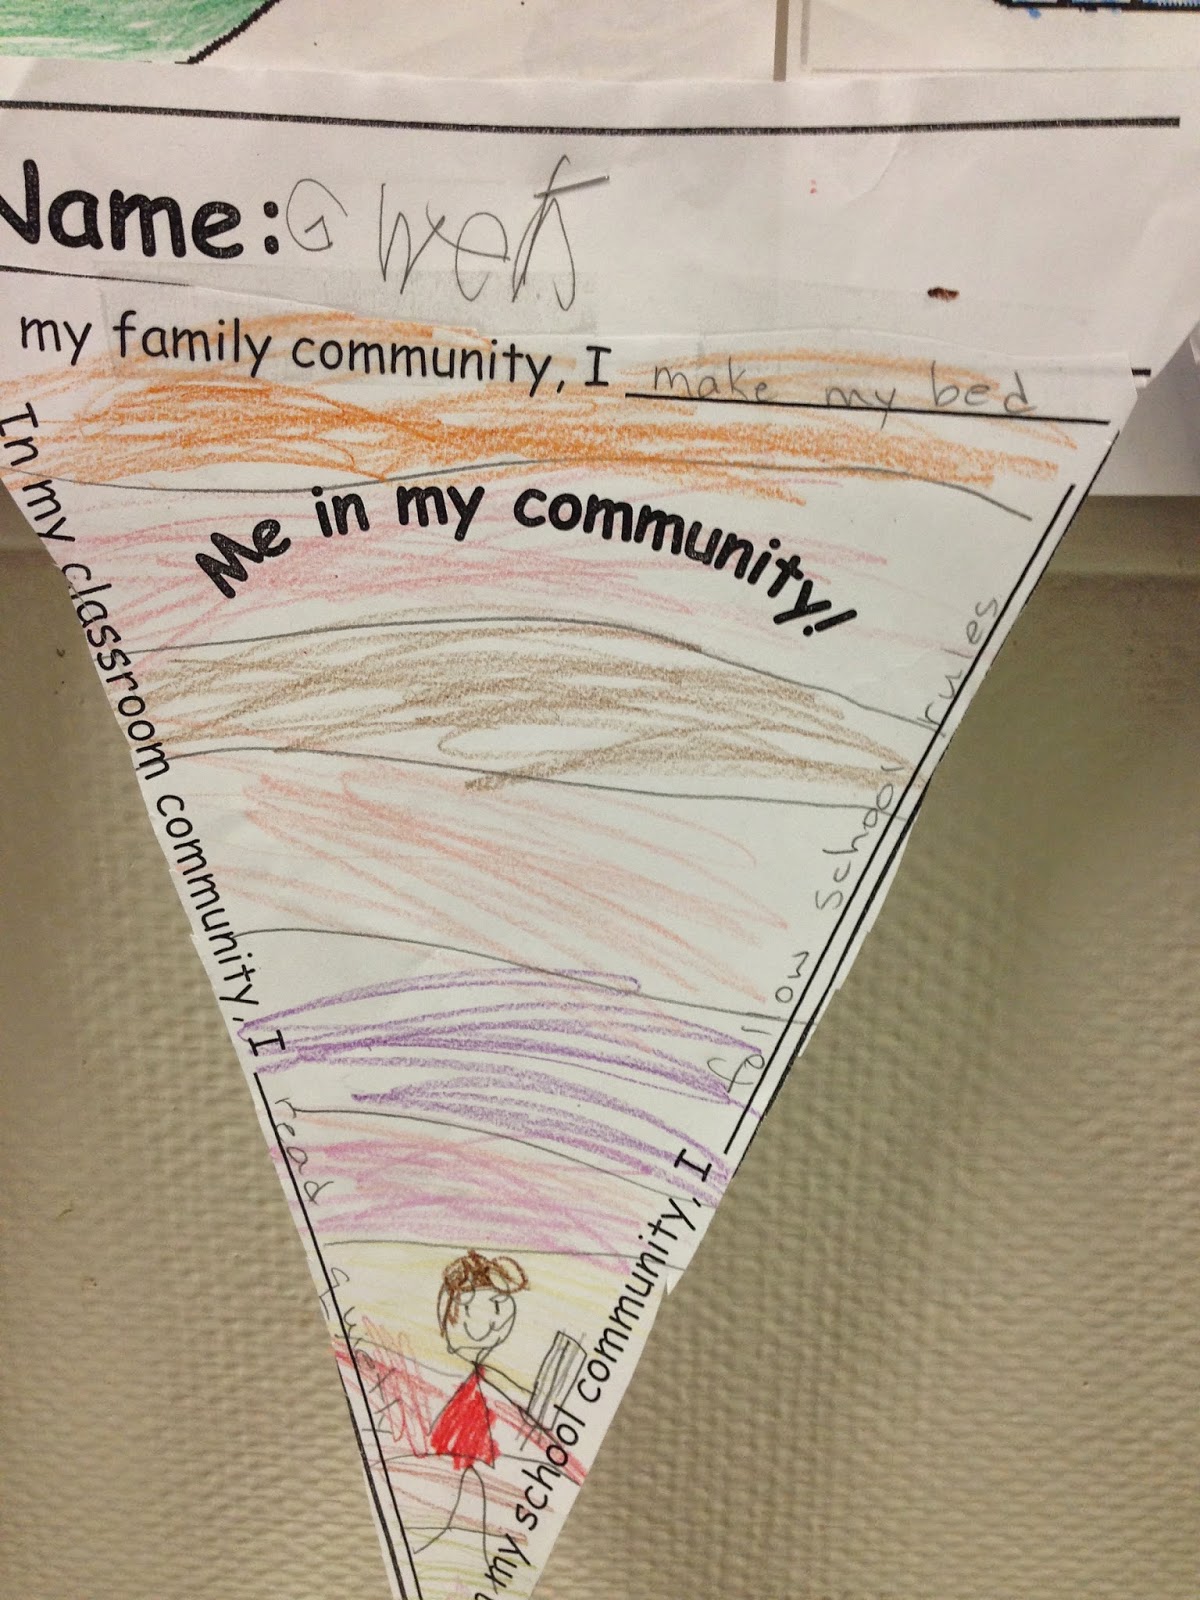 Name: Gwen
my family community, I make my bed
Me in my community!
In my classroom community, I read
my school community, I follow school rules